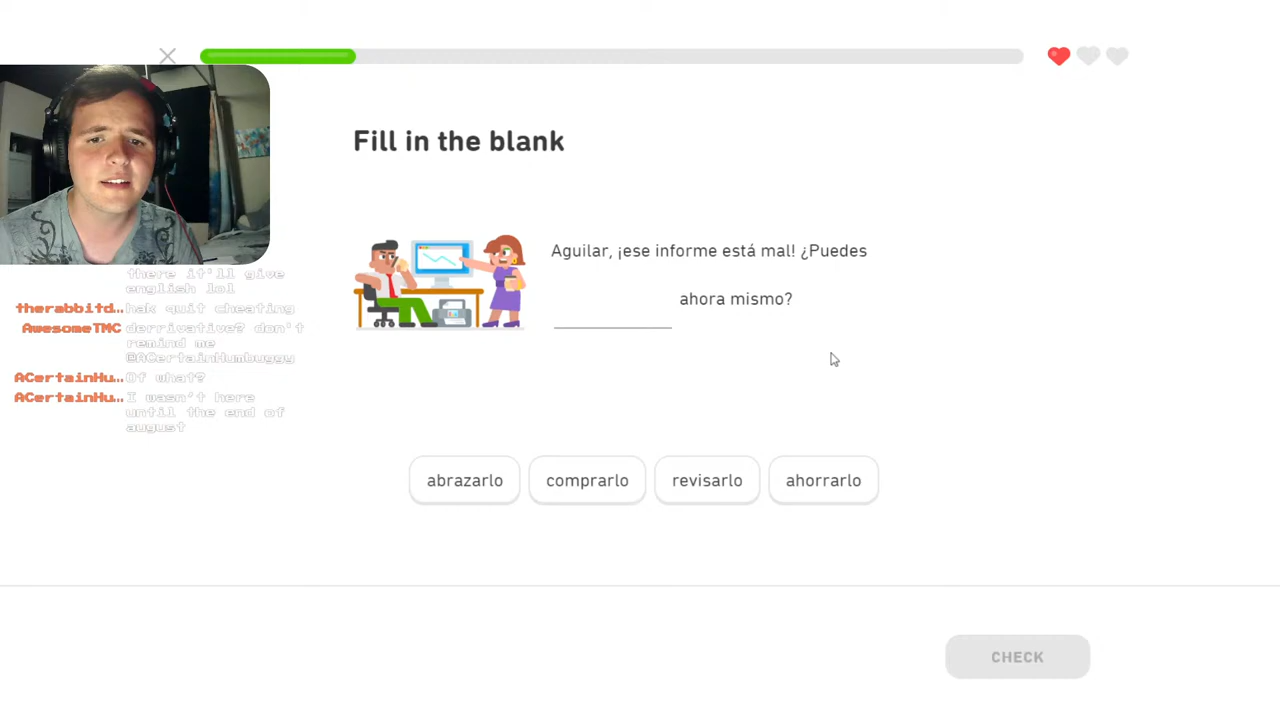 Fill in the blank
Aguilar, ¡ese informe está mal! ¿Puedes
ahora mismo?
there it'll give
english lol
therabbitd… hak quit cheating
AwesomeTMC derrivative? don't
remind me
@ACertainHumbuggy
ACertainHu… Of what?
ACertainHu… I wasn't here
until the end of
august
abrazarlo
comprarlo
revisarlo
ahorrarlo
CHECK